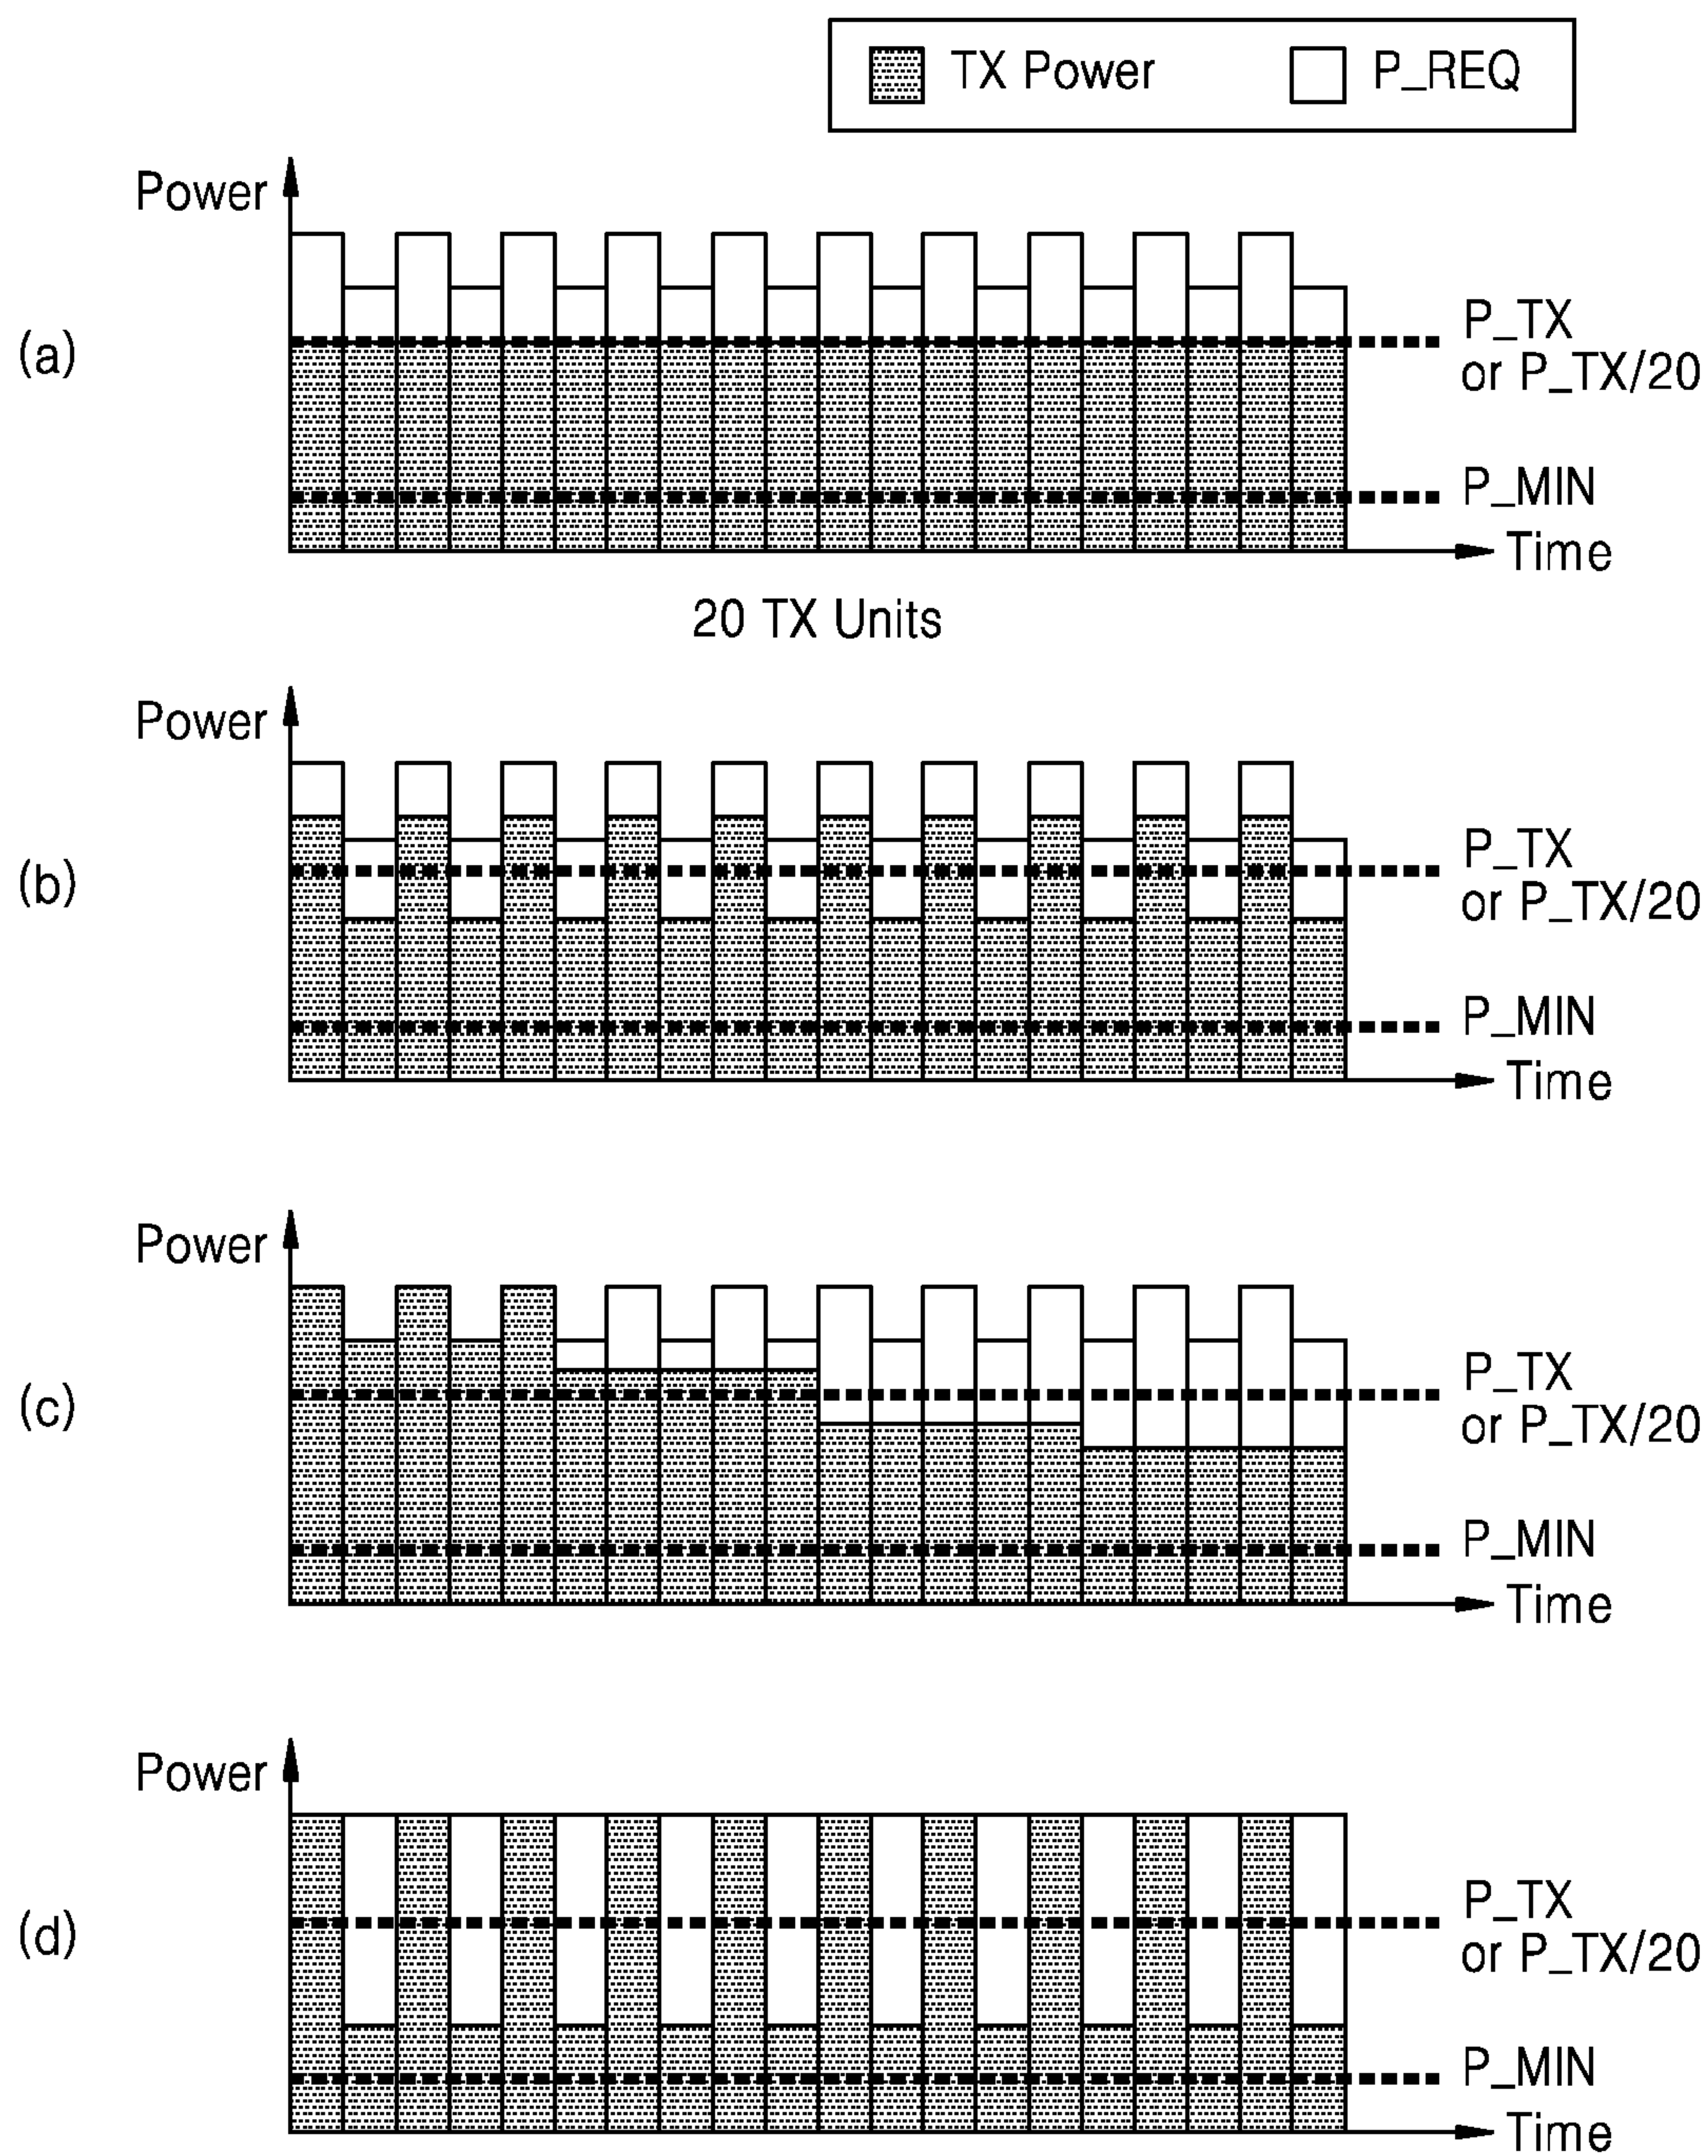 TX Power P_REQ
Power
(a)
P_TX
or P_TX/20
P_MIN
Time
20 TX Units
Power
(b)
P_TX
or P_TX/20
P_MIN
Time
Power
(c)
P_TX
or P_TX/20
P_MIN
Time
Power
(d)
P_TX
or P_TX/20
P_MIN
Time